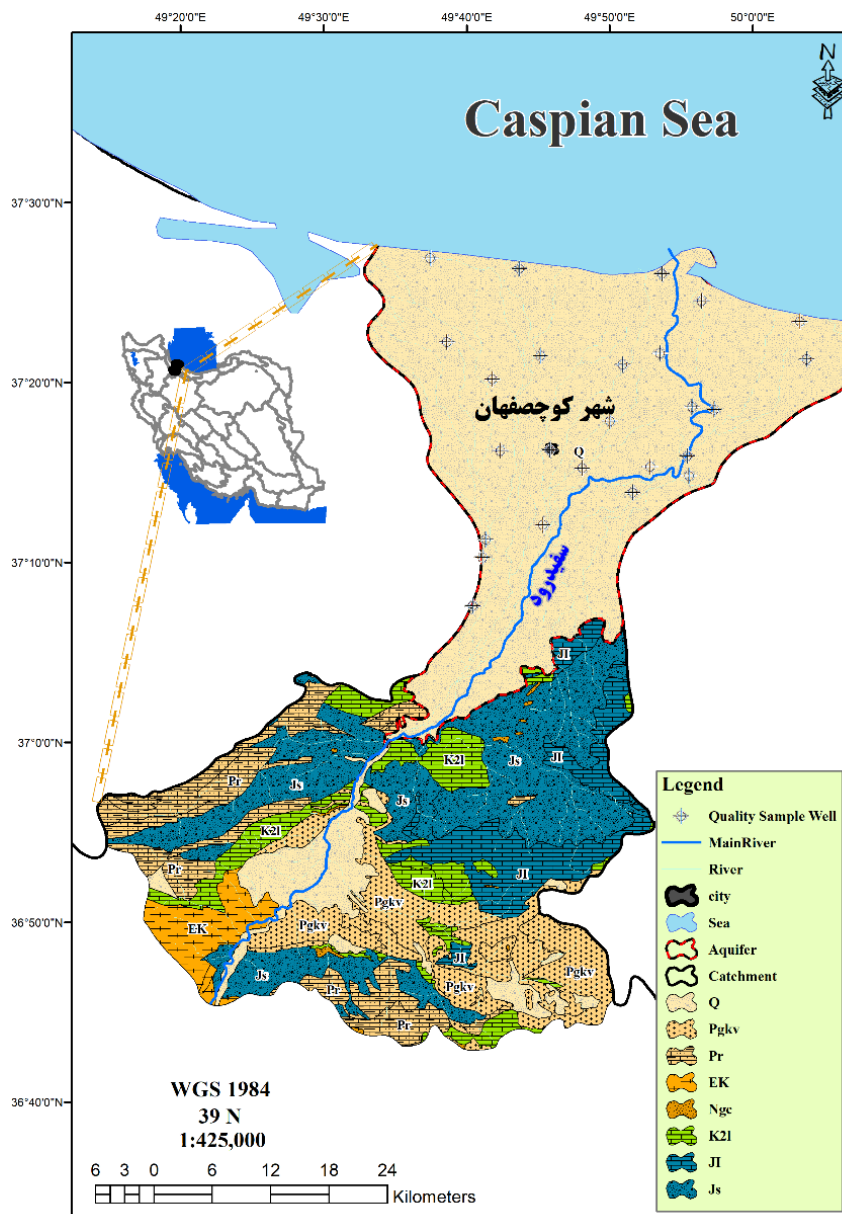 49°20'0"E
49°30'0"E
49°40'0"E
49°50'0"E
50°0'0"E
N
Caspian Sea
37°30'0"N
37°20'0"N
37°10'0"N
37°0'0"N
36°50'0"N
36°40'0"N
شهر کوچصفهان
Q
سفیدرود
Jl
K2l
Js
Jl
Pr
Js
Js
K2l
Pr
Jl
K2l
Pgkv
EK
Pgkv
Js
Jl
Pgkv
Pgkv
Pr
Pr
WGS 1984
39 N
1:425,000
6 3 0 6 12 18 24
Kilometers
Legend
Quality Sample Well
MainRiver
River
city
Sea
Aquifer
Catchment
Q
Pgkv
Pr
EK
Ngc
K2l
Jl
Js